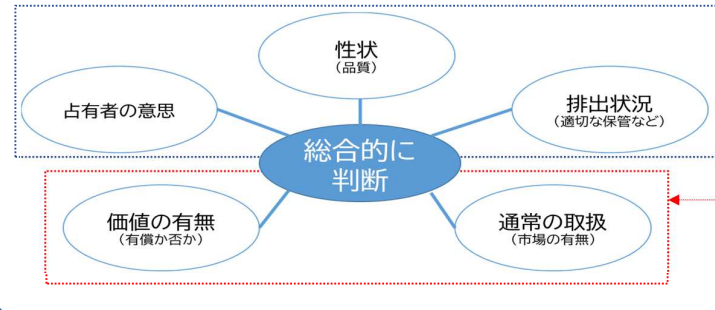 性状
（品質）
占有者の意思
排出状況
（適切な保管など）
総合的に
判断
価値の有無
（有償か否か）
通常の取扱
（市場の有無）